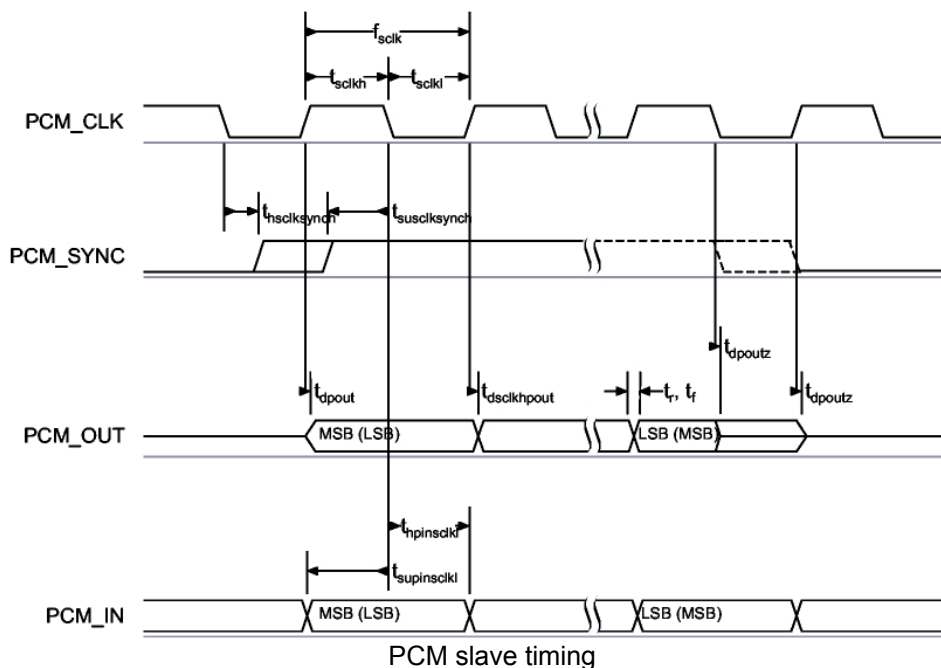 fsclk
tsclkh tsclkl
PCM_CLK
thsclksynch tsusclksynch
PCM_SYNC
tdpoutz
tdpout tdsclkhpout tr, tf tdpoutz
PCM_OUT MSB (LSB) LSB (MSB)
thpinsclkl
tsupinsclkl
PCM_IN MSB (LSB) LSB (MSB)
PCM slave timing